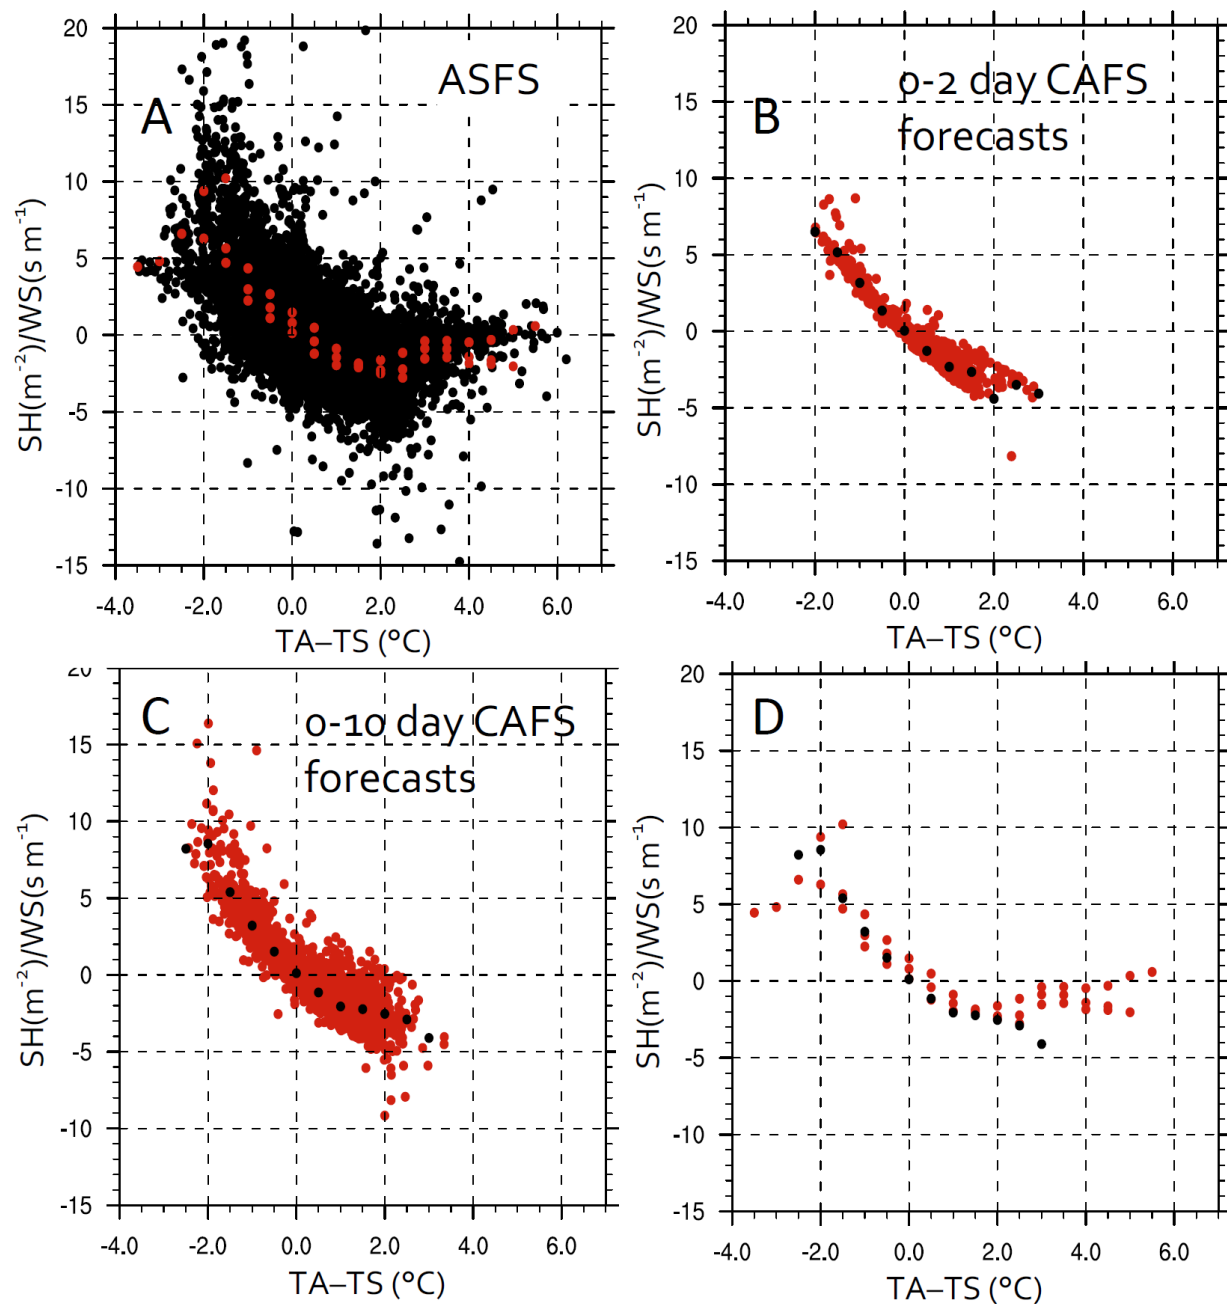 20
15
10
5
0
-5
-10
-15
-4.0 -2.0 0.0 2.0 4.0 6.0
SH(m-2)/WS(s m-1)
TA–TS (°C)
A
ASFS
20
15
10
5
0
-5
-10
-15
-4.0 -2.0 0.0 2.0 4.0 6.0
SH(m-2)/WS(s m-1)
TA–TS (°C)
B
0-2 day CAFS
forecasts
20
15
10
5
0
-5
-10
-15
-4.0 -2.0 0.0 2.0 4.0 6.0
SH(m-2)/WS(s m-1)
TA–TS (°C)
C
0-10 day CAFS
forecasts
20
15
10
5
0
-5
-10
-15
-4.0 -2.0 0.0 2.0 4.0 6.0
SH(m-2)/WS(s m-1)
TA–TS (°C)
D